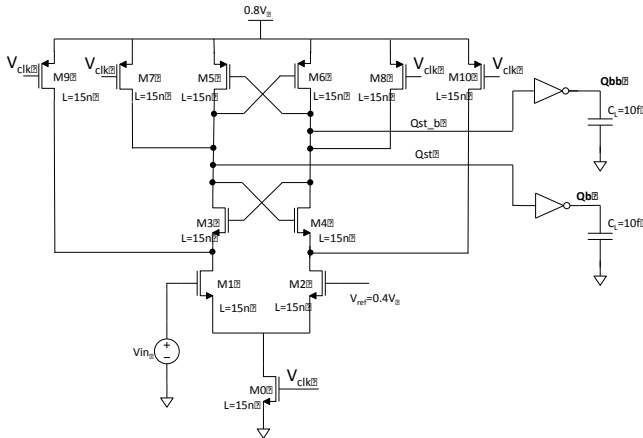 0.8V
Vclk
M9
Vclk
M7
M5
M6
M8
Vclk
M10
Vclk
L=15n
L=15n
L=15n
L=15n
L=15n
L=15n
Qbb
CL=10f
Qst_b
Qst
Qb
CL=10f
M3
M4
L=15n
L=15n
M1
M2
L=15n
L=15n
Vref=0.4V
Vin
M0
Vclk
L=15n